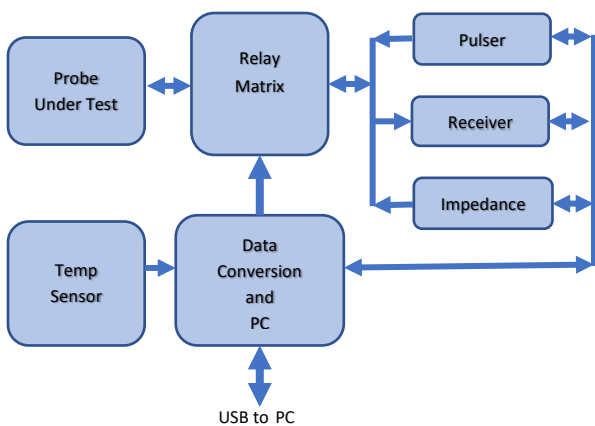 Probe
Under Test
Relay
Matrix
Pulser
Receiver
Impedance
Temp
Sensor
Data
Conversion
and
PC
USB to PC